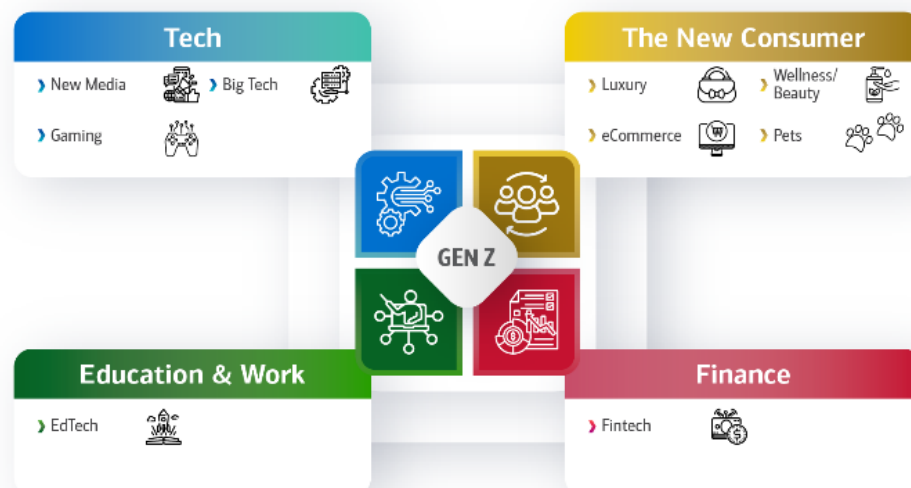 Tech
New Media
Big Tech
Gaming
The New Consumer
Luxury
Wellness/
Beauty
eCommerce
W
Pets
GEN Z
Education & Work
EdTech
Finance
$
Fintech
$